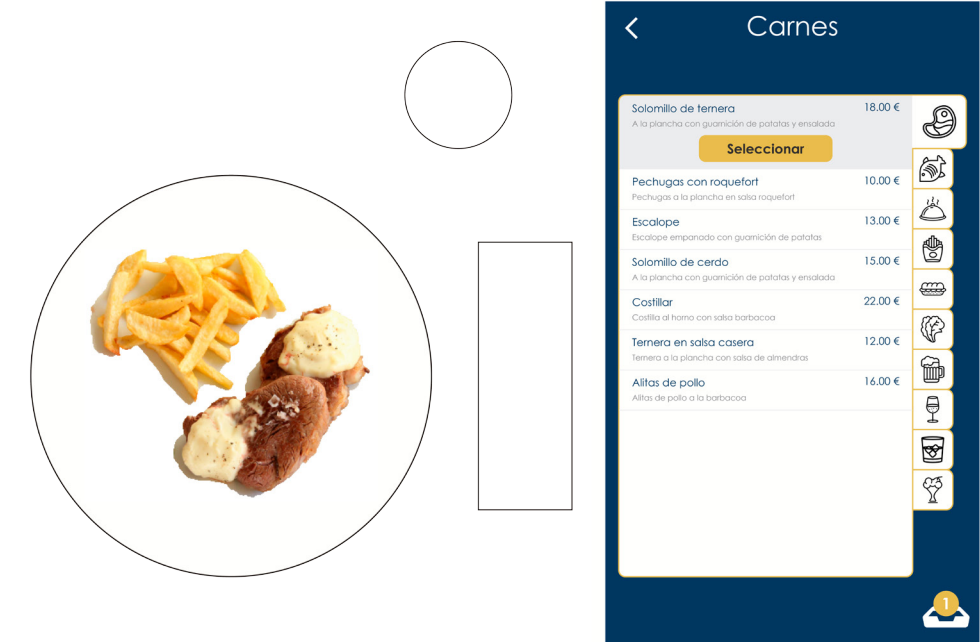 Carnes
Solomillo de ternera 18.00 €
A la plancha con guarnición de patatas y ensalada
Seleccionar
Pechugas con roquefort 10.00 €
Pechugas a la plancha en salsa roquefort
Escalope 13.00 €
Escalope empanado con guarnición de patatas
Solomillo de cerdo 15.00 €
A la plancha con guarnición de patatas y ensalada
Costillar 22.00 €
Costilla al horno con salsa barbacoa
Ternera en salsa casera 12.00 €
Ternera a la plancha con salsa de almendras
Alitas de pollo 16.00 €
Alitas de pollo a la barbacoa
1